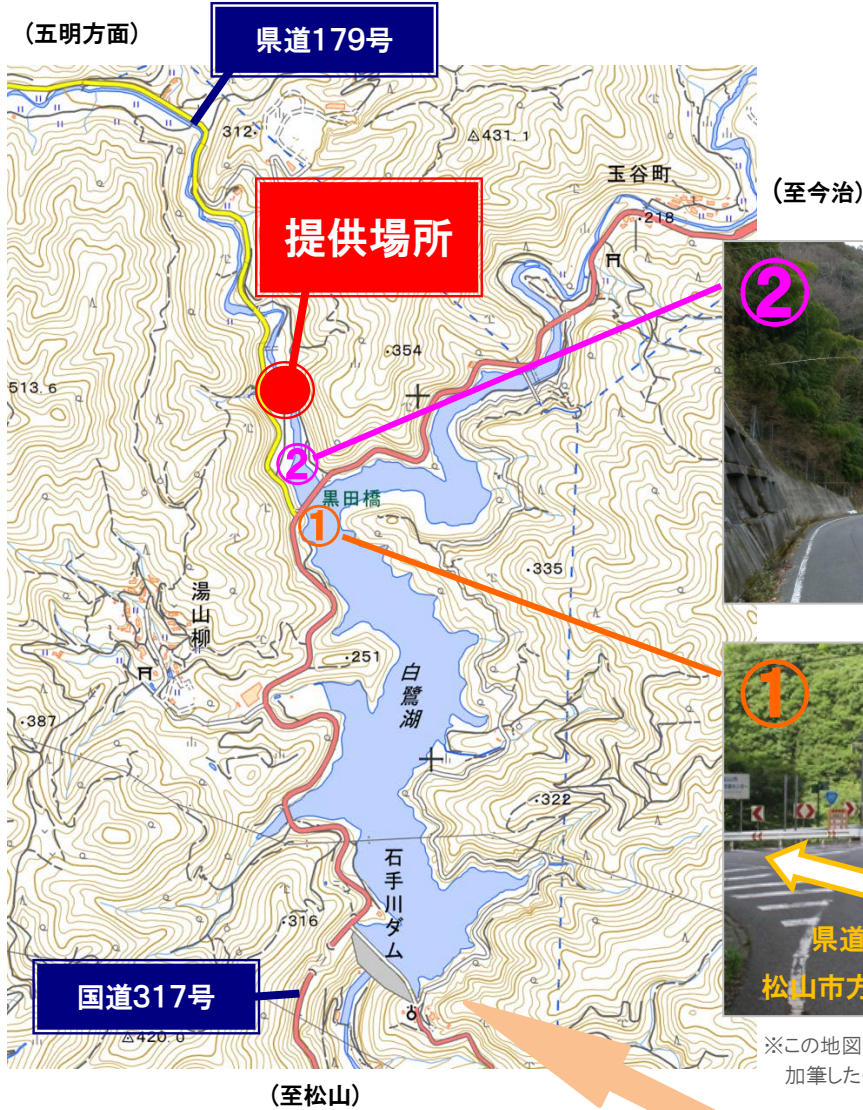 (五明方面)
県道179号
312
431.1
玉谷町
(至今治)
218
提供場所
②
354
513.6
②
黒田橋
①
335
湯山柳
251
白鷺湖
①
387
322
石手川ダム
316
県道
松山市方
国道317号
420.0
※この地図
加筆した
(至松山)